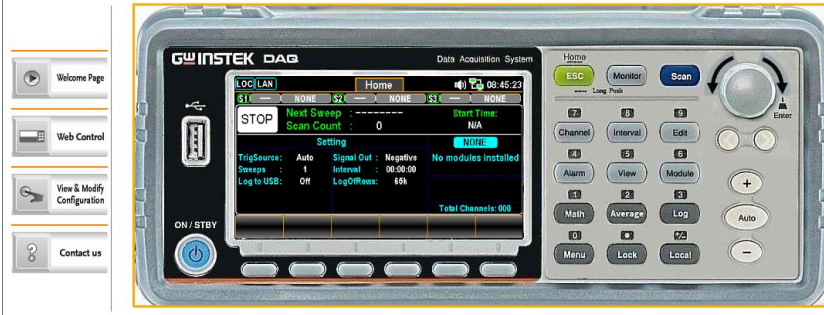 Welcome Page
Web Control
View & Modify
Configuration
Contact us
GWINSTEK DAQ
Data Acquisition System
LOC LAN Home 08:45:23
S1 — NONE S2 — NONE S3 — NONE
STOP
Next Sweep : --------
Scan Count : 0
Start Time:
N/A
Setting
NONE
TrigSource: Auto Signal Out : Negative
No modules installed
Sweeps : 1 Interval : 00:00:00
Log to USB: Off LogOfRows: 65k
Total Channels: 000
ON / STBY
Home
ESC Monitor Scan
Long Push
Enter
7 8 9
Channel Interval Edit
4 5 6
Alarm View Module
1 2 3
Math Average Log
0 +/-
Menu Lock Local
+
Auto
−